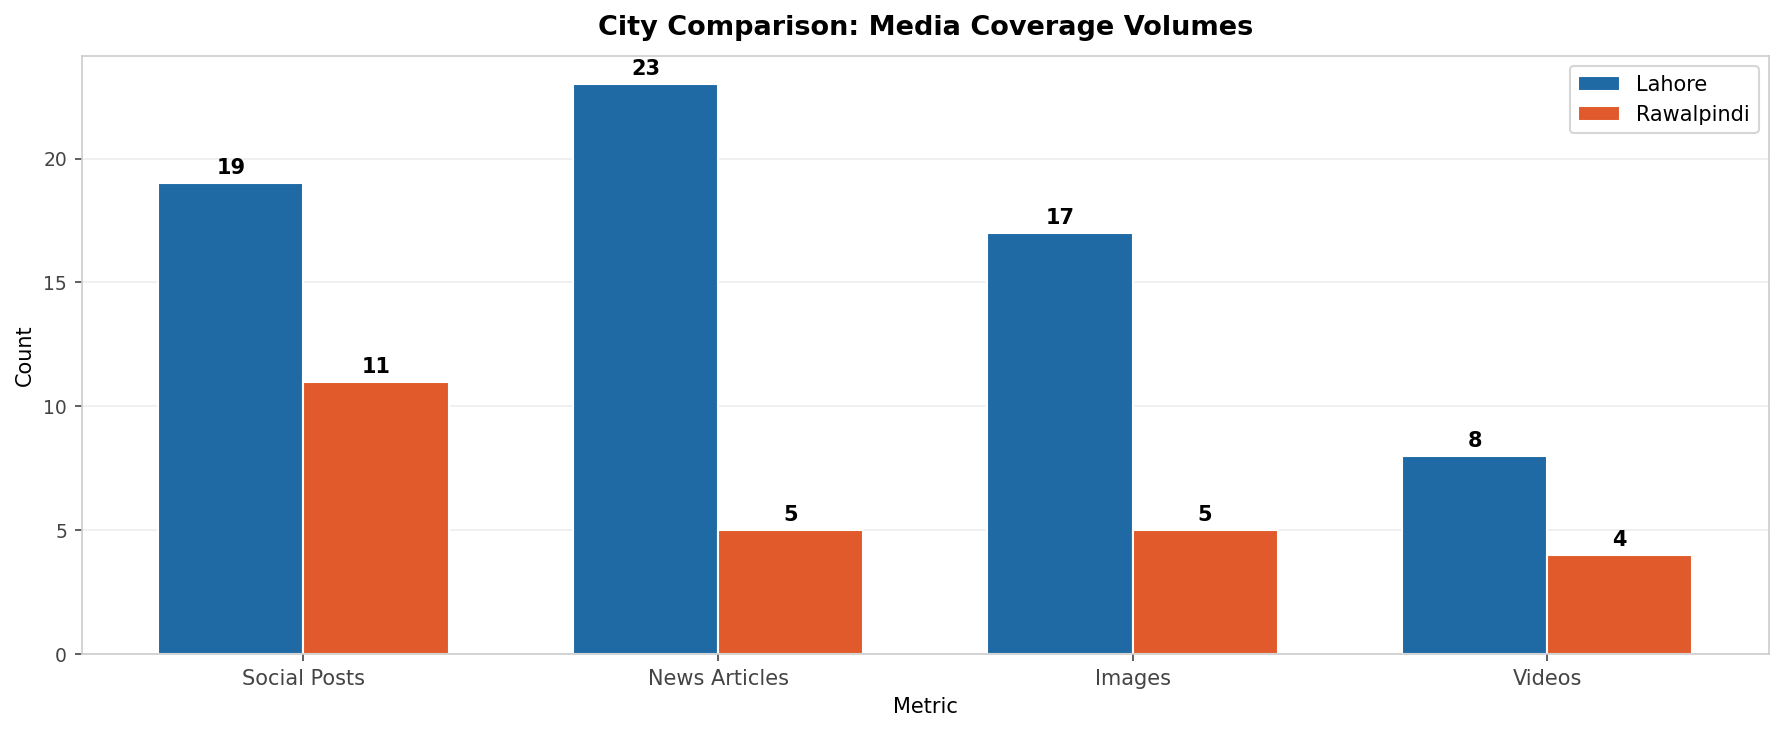 City Comparison: Media Coverage Volumes
Lahore
Rawalpindi
23
19
17
11
8
5
5
4
20
15
10
5
0
Count
Social Posts
News Articles
Images
Videos
Metric